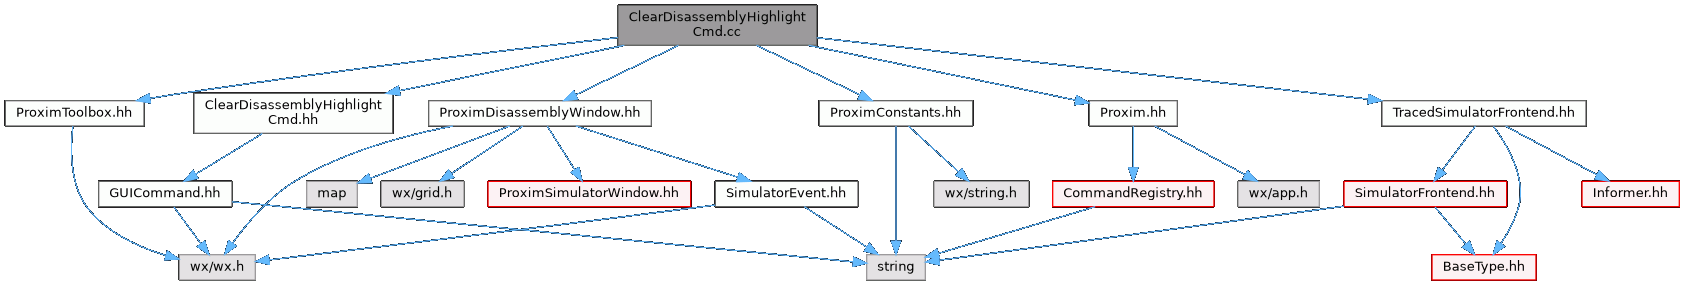 ClearDisassemblyHighlight
Cmd.cc
ProximToolbox.hh
ClearDisassemblyHighlight
Cmd.hh
ProximDisassemblyWindow.hh
ProximConstants.hh
Proxim.hh
TracedSimulatorFrontend.hh
GUICommand.hh
map
wx/grid.h
ProximSimulatorWindow.hh
SimulatorEvent.hh
wx/string.h
CommandRegistry.hh
wx/app.h
SimulatorFrontend.hh
Informer.hh
wx/wx.h
string
BaseType.hh